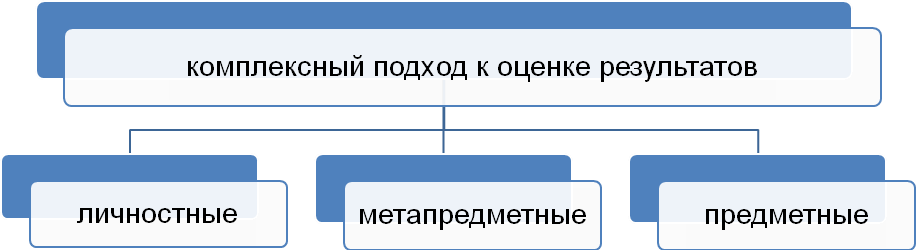 комплексный подход к оценке результатов
личностные
метапредметные
предметные